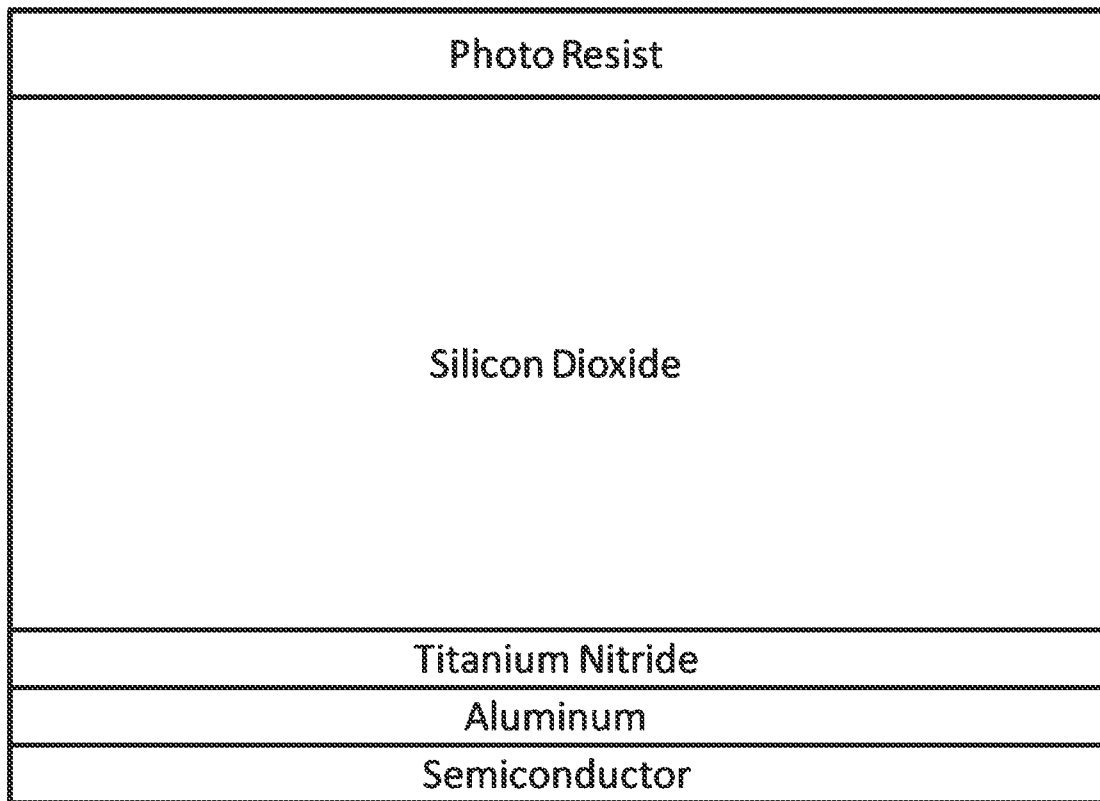 Photo Resist
Silicon Dioxide
Titanium Nitride
Aluminum
Semiconductor